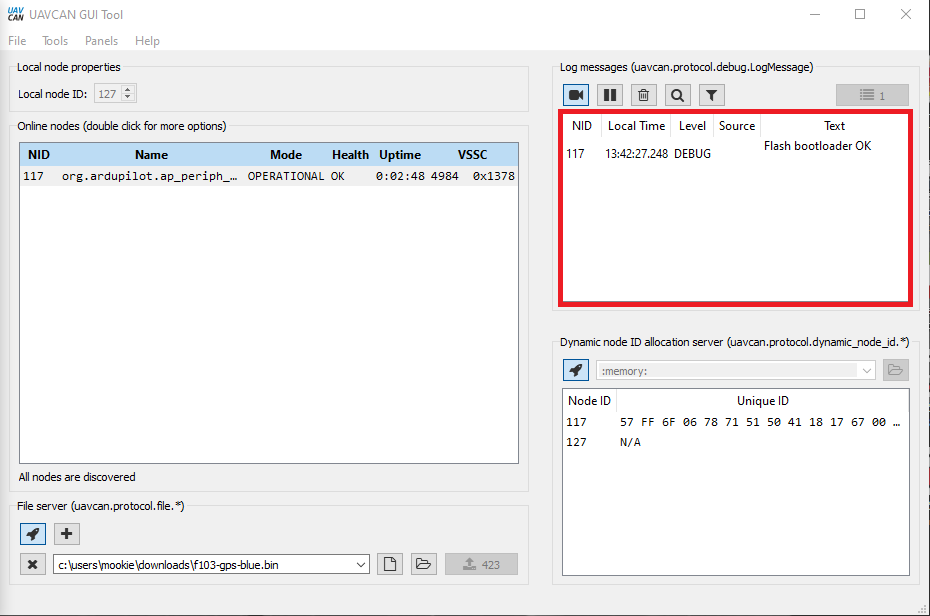 UAV CAN UAVCAN GUI Tool
File Tools Panels Help
Local node properties
Local node ID: 127
Online nodes (double click for more options)
NID Name Mode Health Uptime VSSC
117 org.ardupilot.ap_periph_… OPERATIONAL OK 0:02:48 4984 0x1378
All nodes are discovered
File server (uavcan.protocol.file.*)
c:\users\mookie\downloads\f103-gps-blue.bin
423
Log messages (uavcan.protocol.debug.LogMessage)
1
NID Local Time Level Source Text
117 13:42:27.248 DEBUG Flash bootloader OK
Dynamic node ID allocation server (uavcan.protocol.dynamic_node_id.*)
:memory:
Node ID Unique ID
117 57 FF 6F 06 78 71 51 50 41 18 17 67 00 …
127 N/A